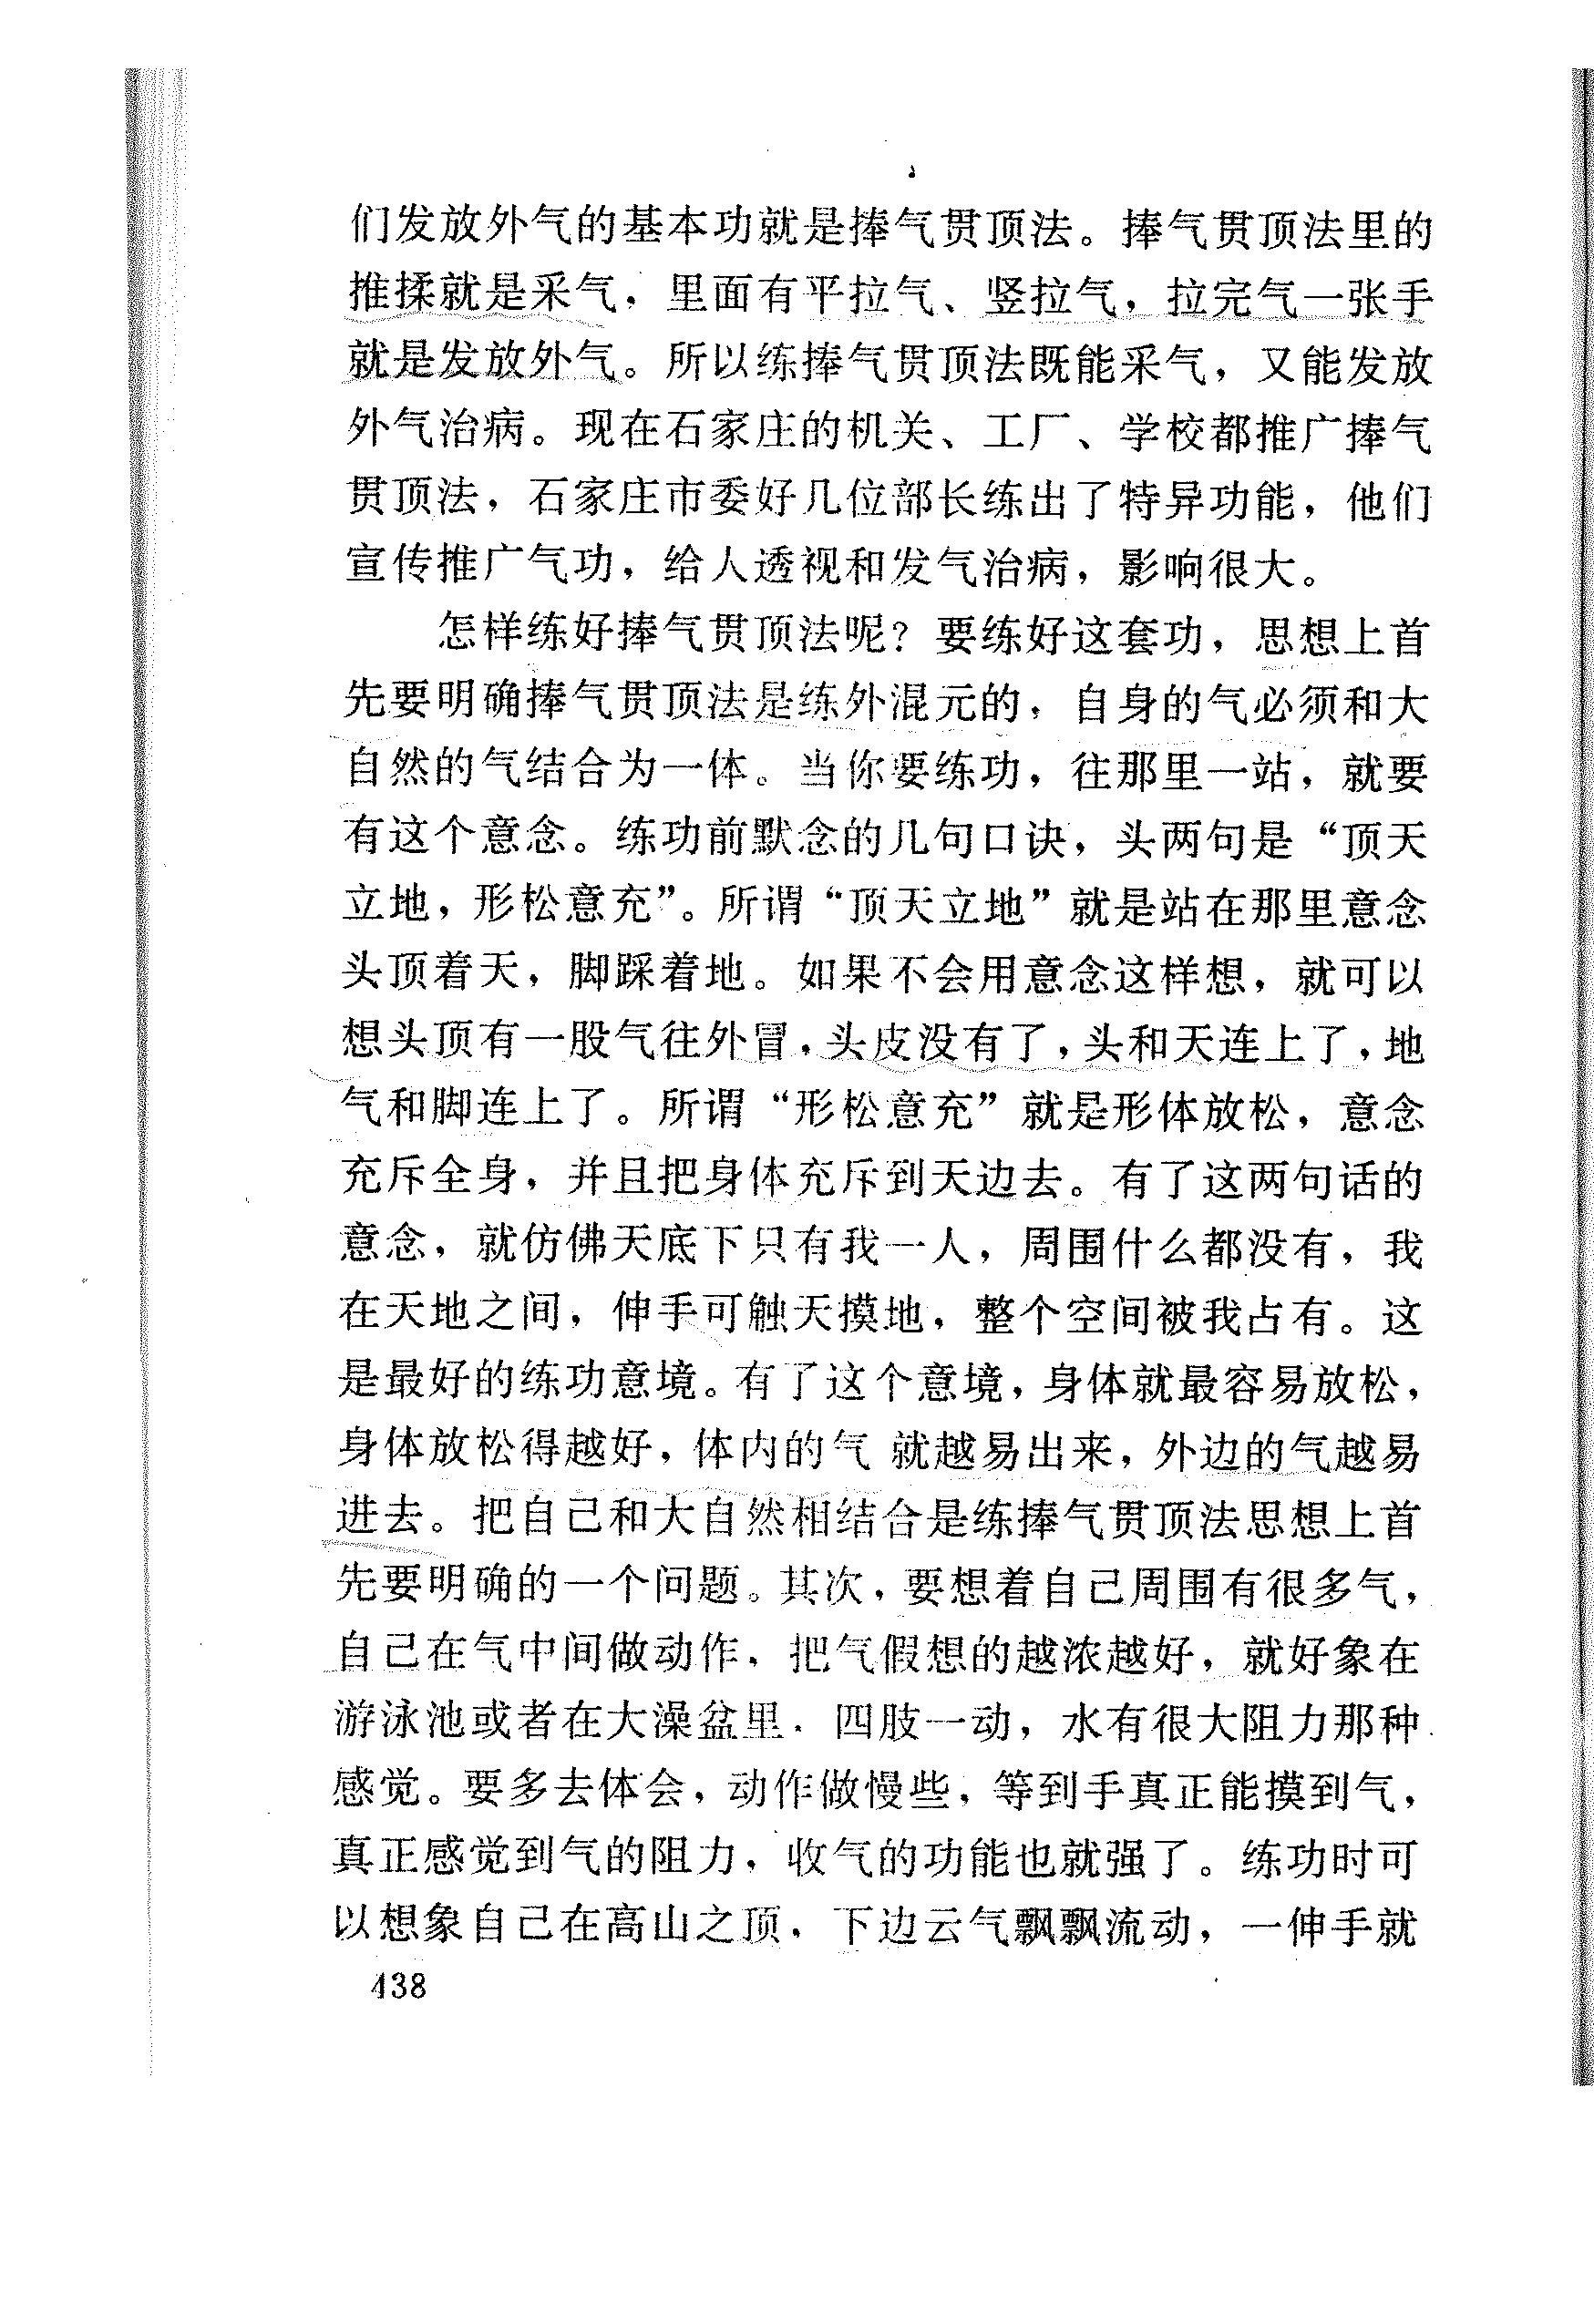 们发放外气的基本功就是捧气贯顶法。捧气贯顶法里的
推揉就是采气，里面有平拉气、竖拉气，拉完气一张手
就是发放外气。所以练捧气贯顶法既能采气，又能发放
外气治病。现在石家庄的机关、工厂、学校都推广捧气
贯顶法，石家庄市委好几位部长练出了特异功能，他们
宣传推广气功，给人透视和发气治病，影响很大。
怎样练好捧气贯顶法呢？要练好这套功，思想上首
先要明确捧气贯顶法是练外混元的，自身的气必须和大
自然的气结合为一体。当你要练功，往那里一站，就要
有这个意念。练功前默念的几句口诀，头两句是“顶天
立地，形松意充”。所谓“顶天立地”就是站在那里意念
头顶着天，脚踩着地。如果不会用意念这样想，就可以
想头顶有一股气往外冒，头皮没有了，头和天连上了，地
气和脚连上了。所谓“形松意充”就是形体放松，意念
充斥全身，并且把身体充斥到天边去。有了这两句话的
意念，就仿佛天底下只有我一人，周围什么都没有，我
在天地之间，伸手可触天摸地，整个空间被我占有。这
是最好的练功意境。有了这个意境，身体就最容易放松，
身体放松得越好，体内的气 就越易出来，外边的气越易
进去。把自己和大自然相结合是练捧气贯顶法思想上首
先要明确的一个问题。其次，要想着自己周围有很多气，
自己在气中间做动作，把气假想的越浓越好，就好象在
游泳池或者在大澡盆里．四肢一动，水有很大阻力那种
感觉。要多去体会，动作做慢些，等到手真正能摸到气，
真正感觉到气的阻力，收气的功能也就强了。练功时可
以想象自己在高山之顶，下边云气飘飘流动，一伸手就
438